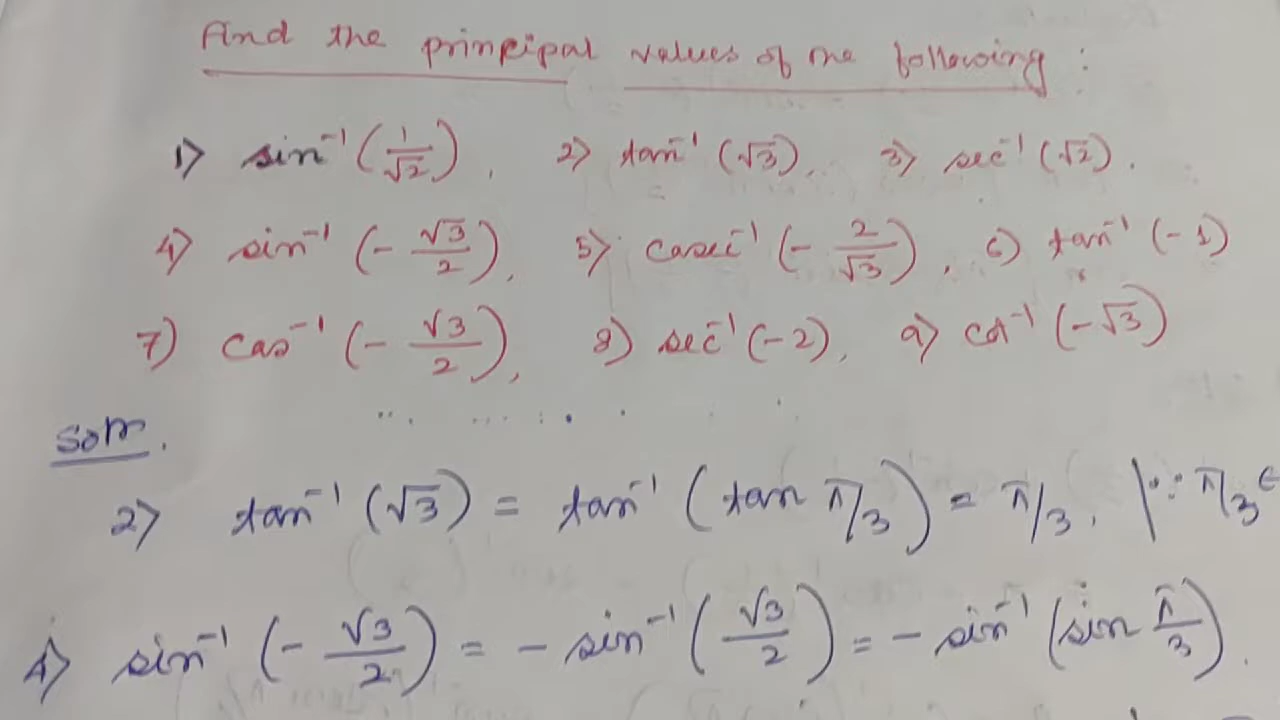 Find the principal values of the following :
1) sin⁻¹(1/√2), 2) tan⁻¹(√3), 3) sec⁻¹(√2).
4) sin⁻¹(-√3/2), 5) cosec⁻¹(-2/√3), 6) tan⁻¹(-1)
7) cos⁻¹(-√3/2), 8) sec⁻¹(-2), 9) cot⁻¹(-√3)
Soln.
2) tan⁻¹(√3) = tan⁻¹(tan π/3) = π/3. |∵ π/3 ∈
4) sin⁻¹(-√3/2) = -sin⁻¹(√3/2) = -sin⁻¹(sin π/3).